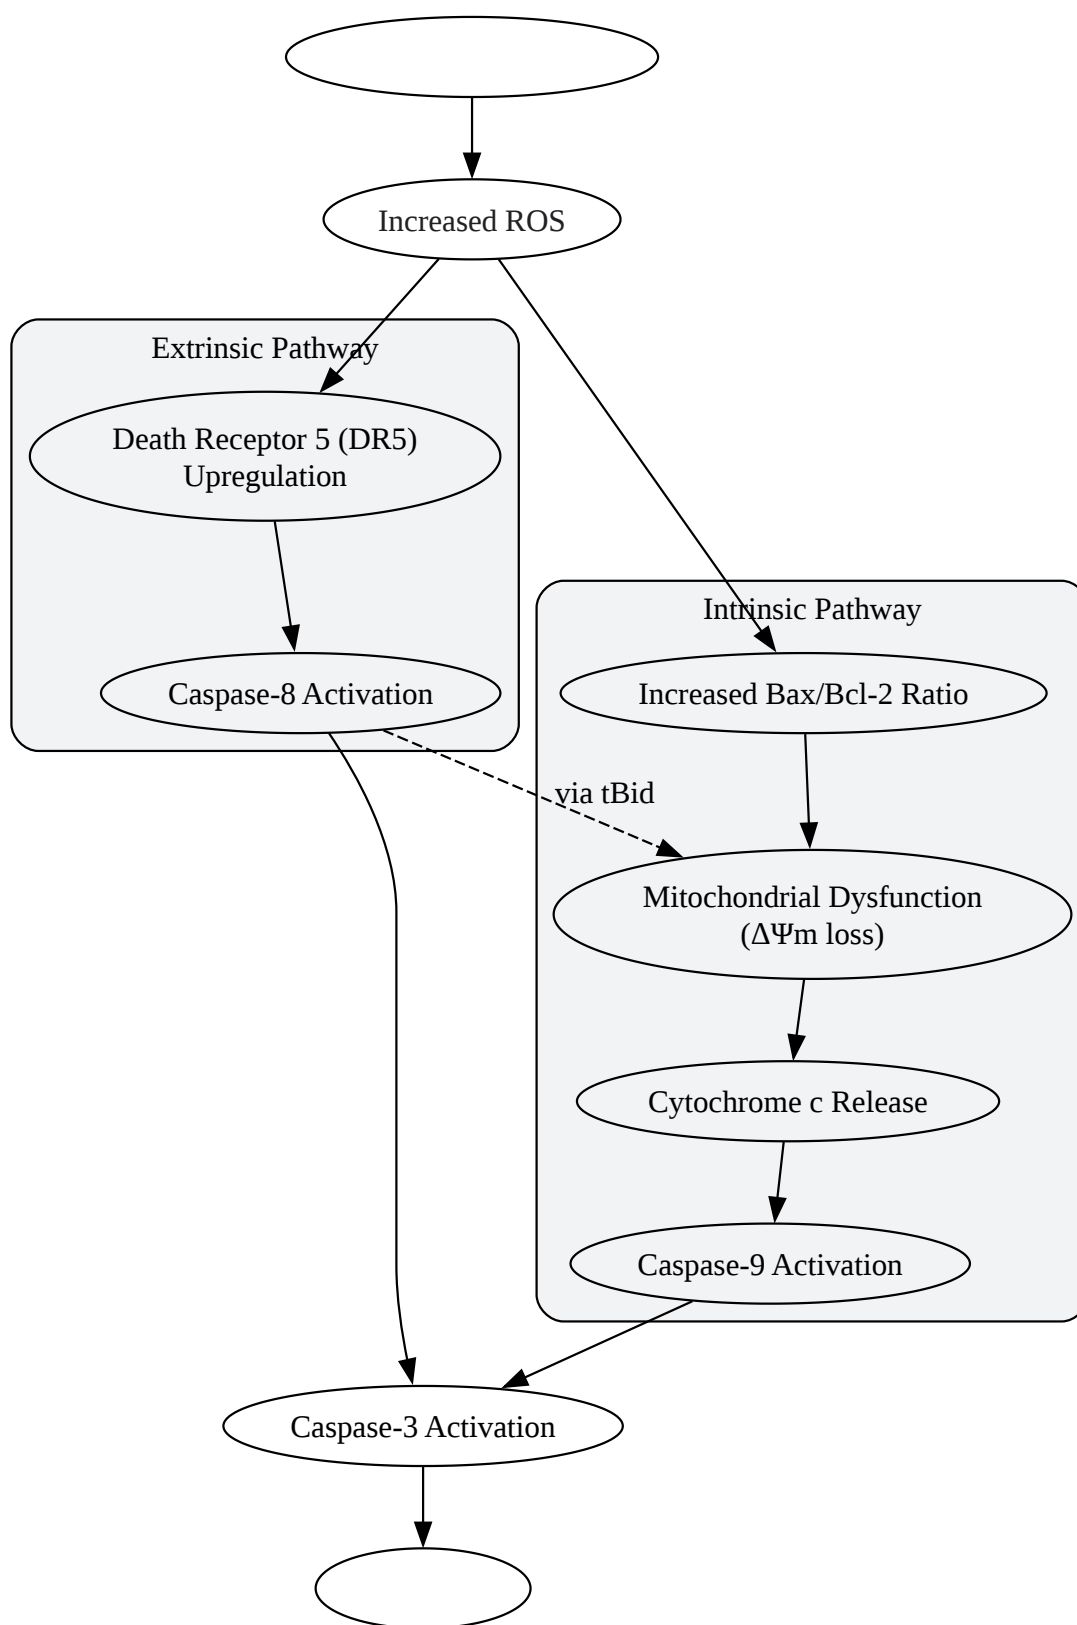 Increased ROS
Extrinsic Pathway
Death Receptor 5 (DR5)
Upregulation
Intrinsic Pathway
Caspase-8 Activation
Increased Bax/Bcl-2 Ratio
via tBid
Mitochondrial Dysfunction
(ΔΨm loss)
Cytochrome c Release
Caspase-9 Activation
Caspase-3 Activation